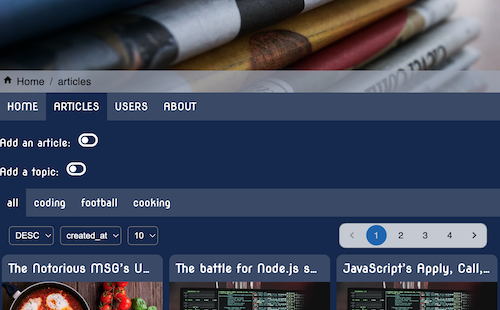 Home / articles
HOME ARTICLES USERS ABOUT
Add an article:
Add a topic:
all coding football cooking
DESC created_at 10 1 2 3 4
The Notorious MSG's U... The battle for Node.js s... JavaScript's Apply, Call,...